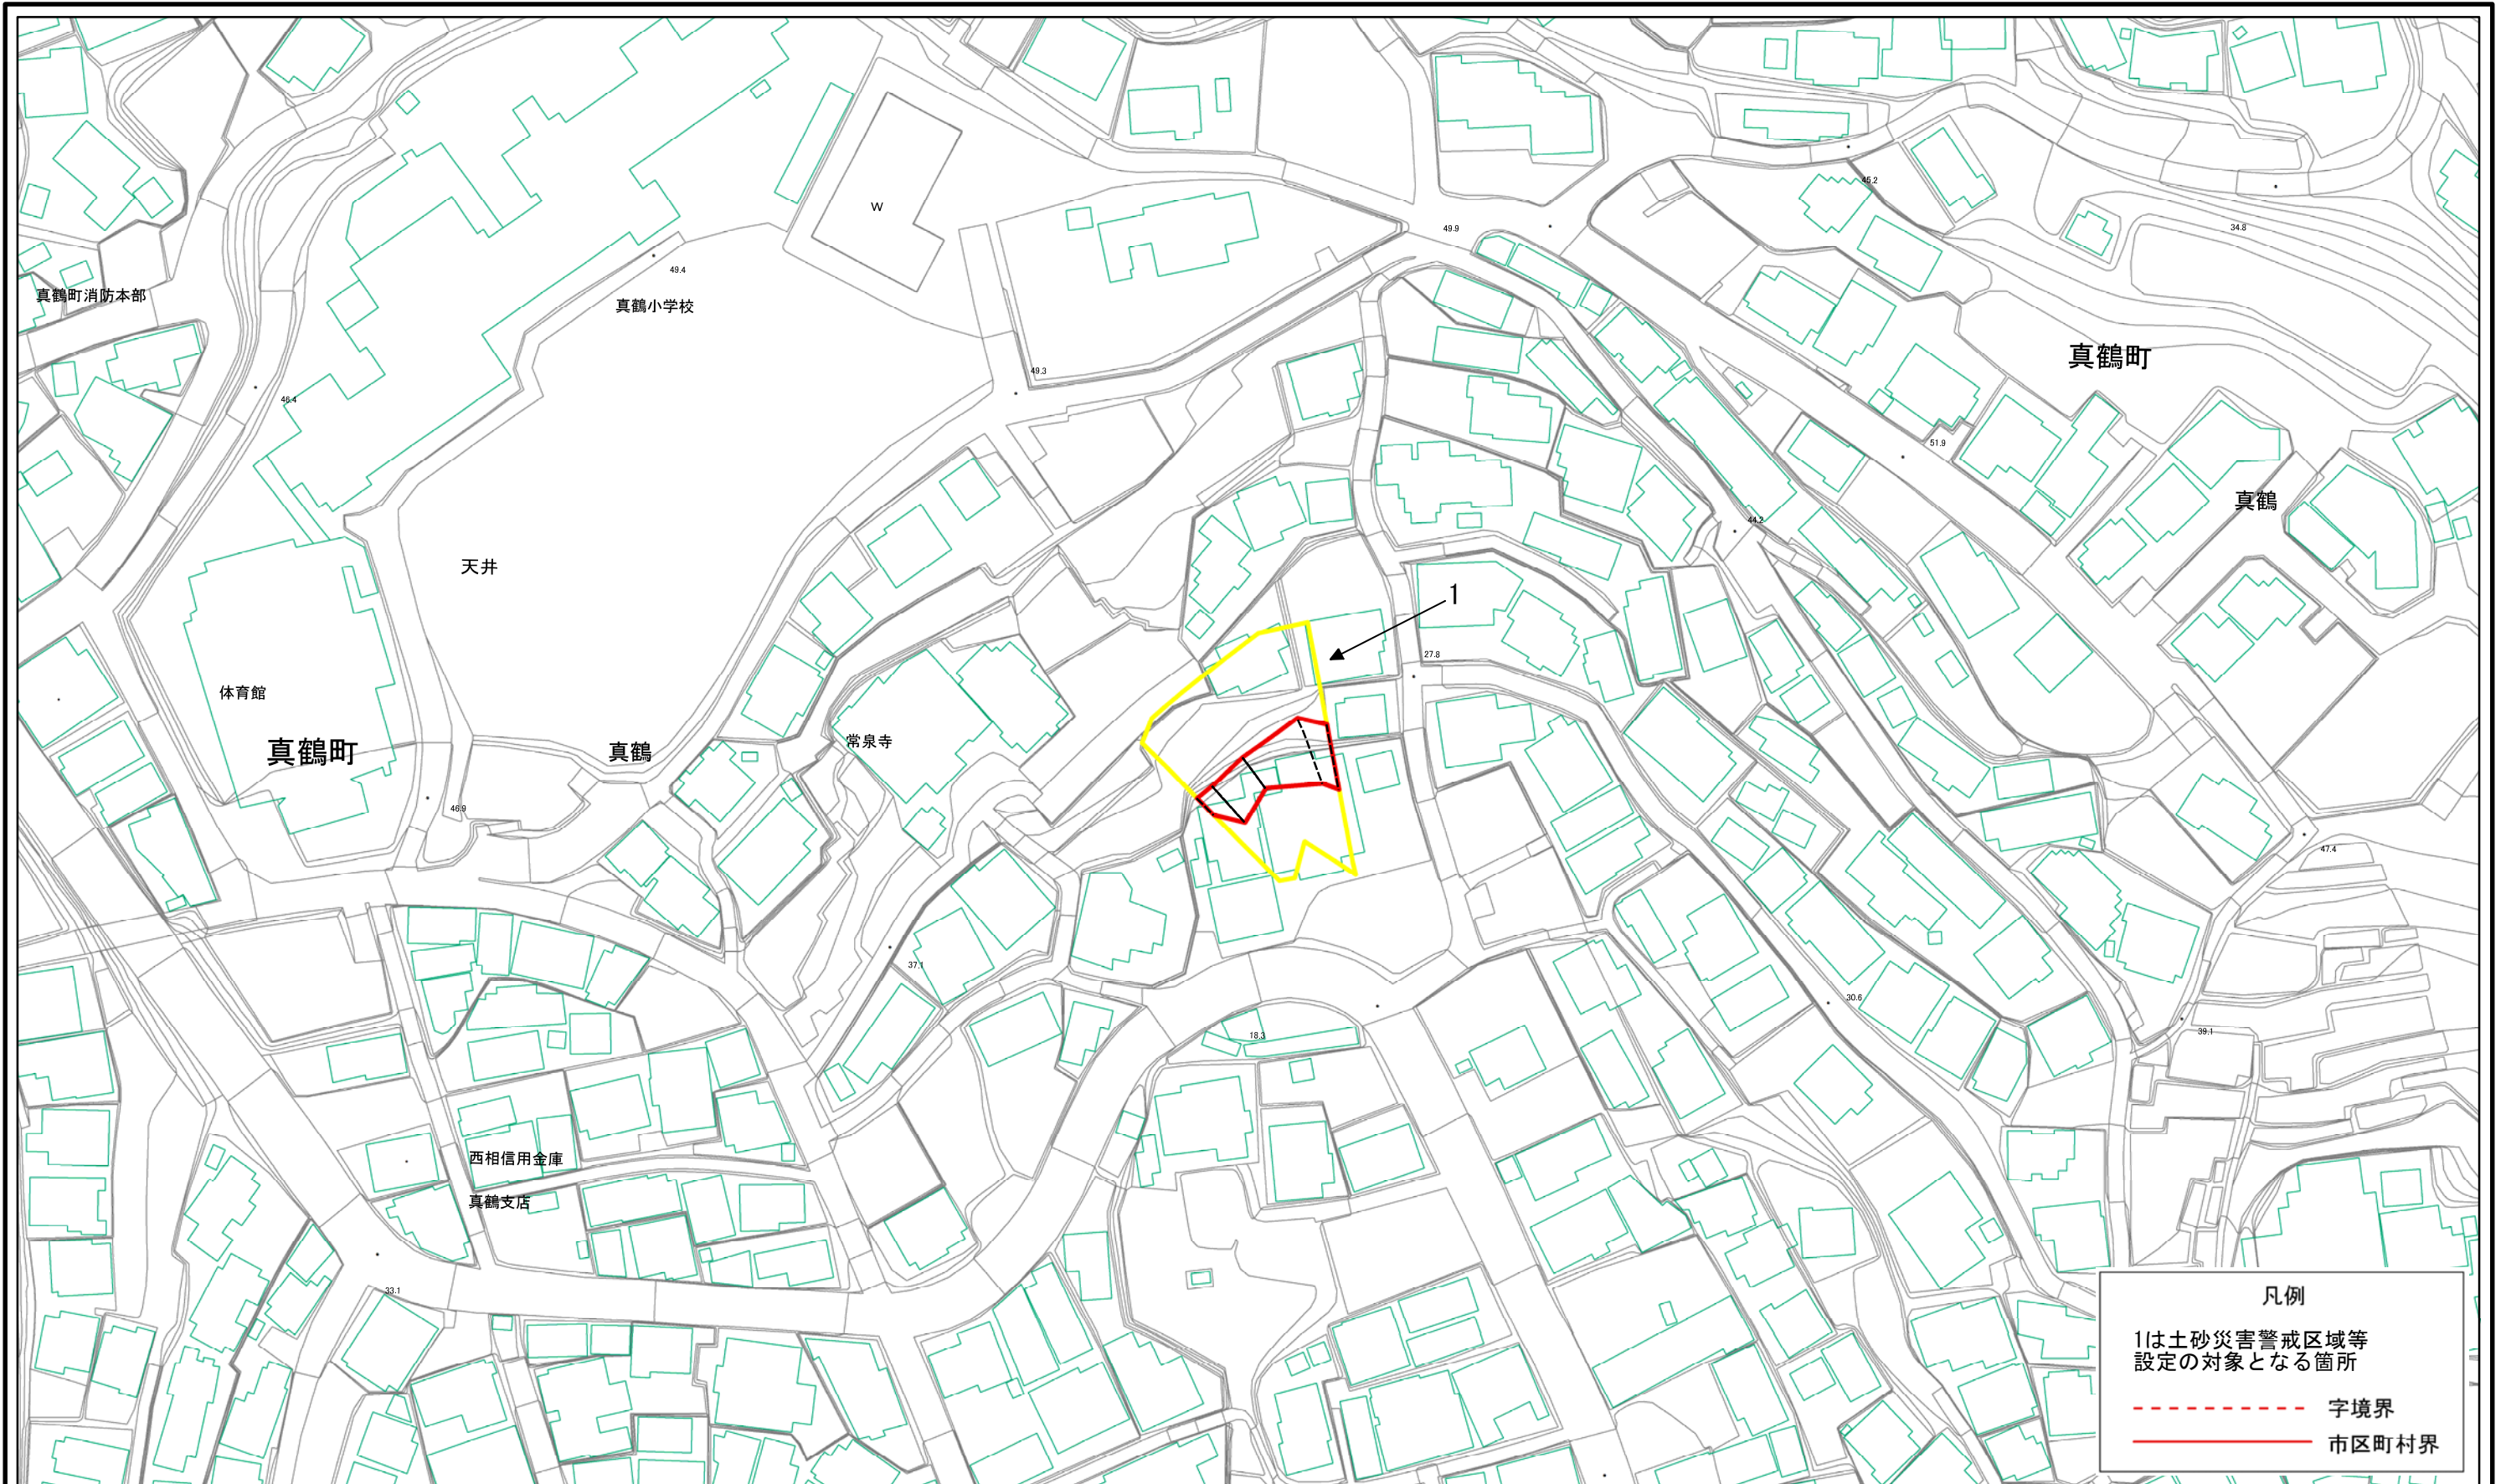 W
49.9
45.2
34.8
49.4
真鶴町消防本部
真鶴小学校
真鶴町
49.3
46.4
51.9
真鶴
44.2
天井
1
27.8
体育館
真鶴町
真鶴
常泉寺
46.9
47.4
37.1
30.6
18.3
39.1
西相信用金庫
真鶴支店
33.1
凡例
1は土砂災害警戒区域等
設定の対象となる箇所
字境界
市区町村界